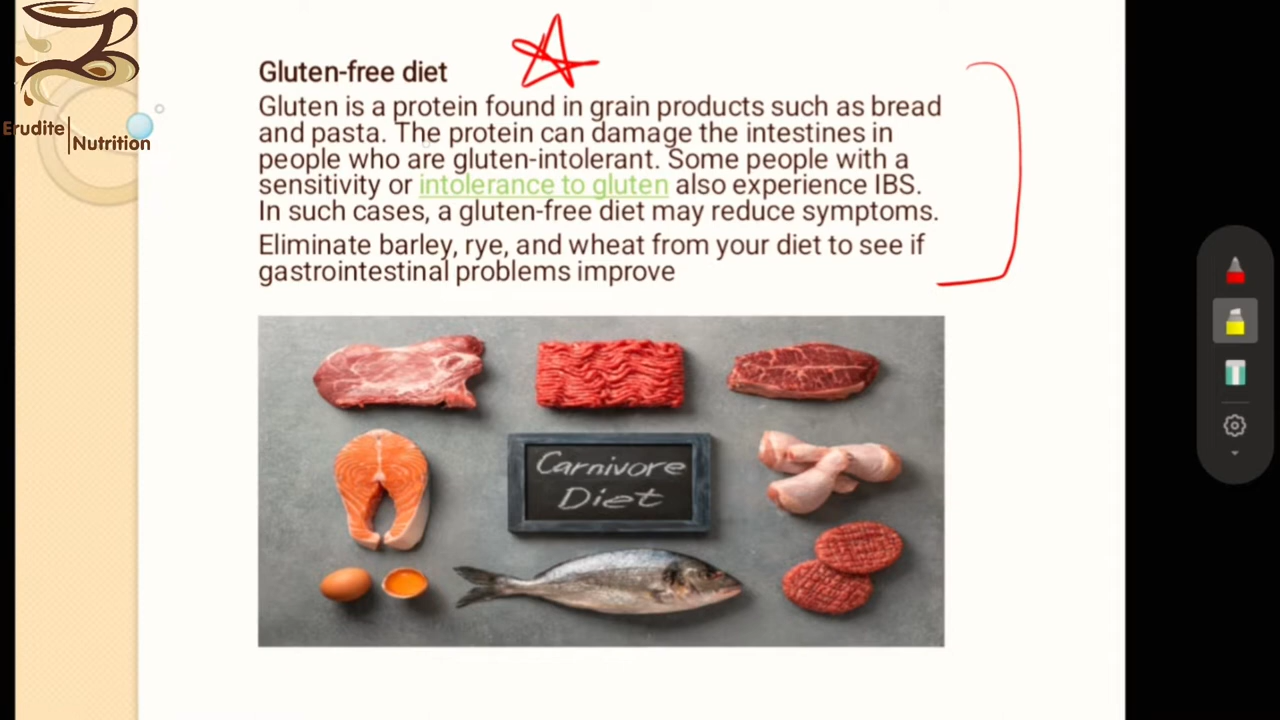 Erudite
Nutrition
Gluten-free diet
Gluten is a protein found in grain products such as bread
and pasta. The protein can damage the intestines in
people who are gluten-intolerant. Some people with a
sensitivity or intolerance to gluten also experience IBS.
In such cases, a gluten-free diet may reduce symptoms.
Eliminate barley, rye, and wheat from your diet to see if
gastrointestinal problems improve
Carnivore
Diet